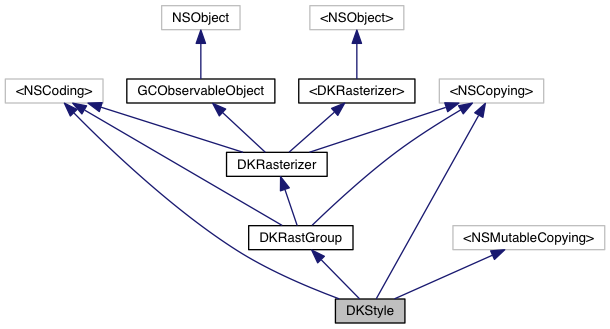 NSObject
<NSObject>
<NSCoding>
GCObservableObject
<DKRasterizer>
<NSCopying>
DKRasterizer
DKRastGroup
<NSMutableCopying>
DKStyle